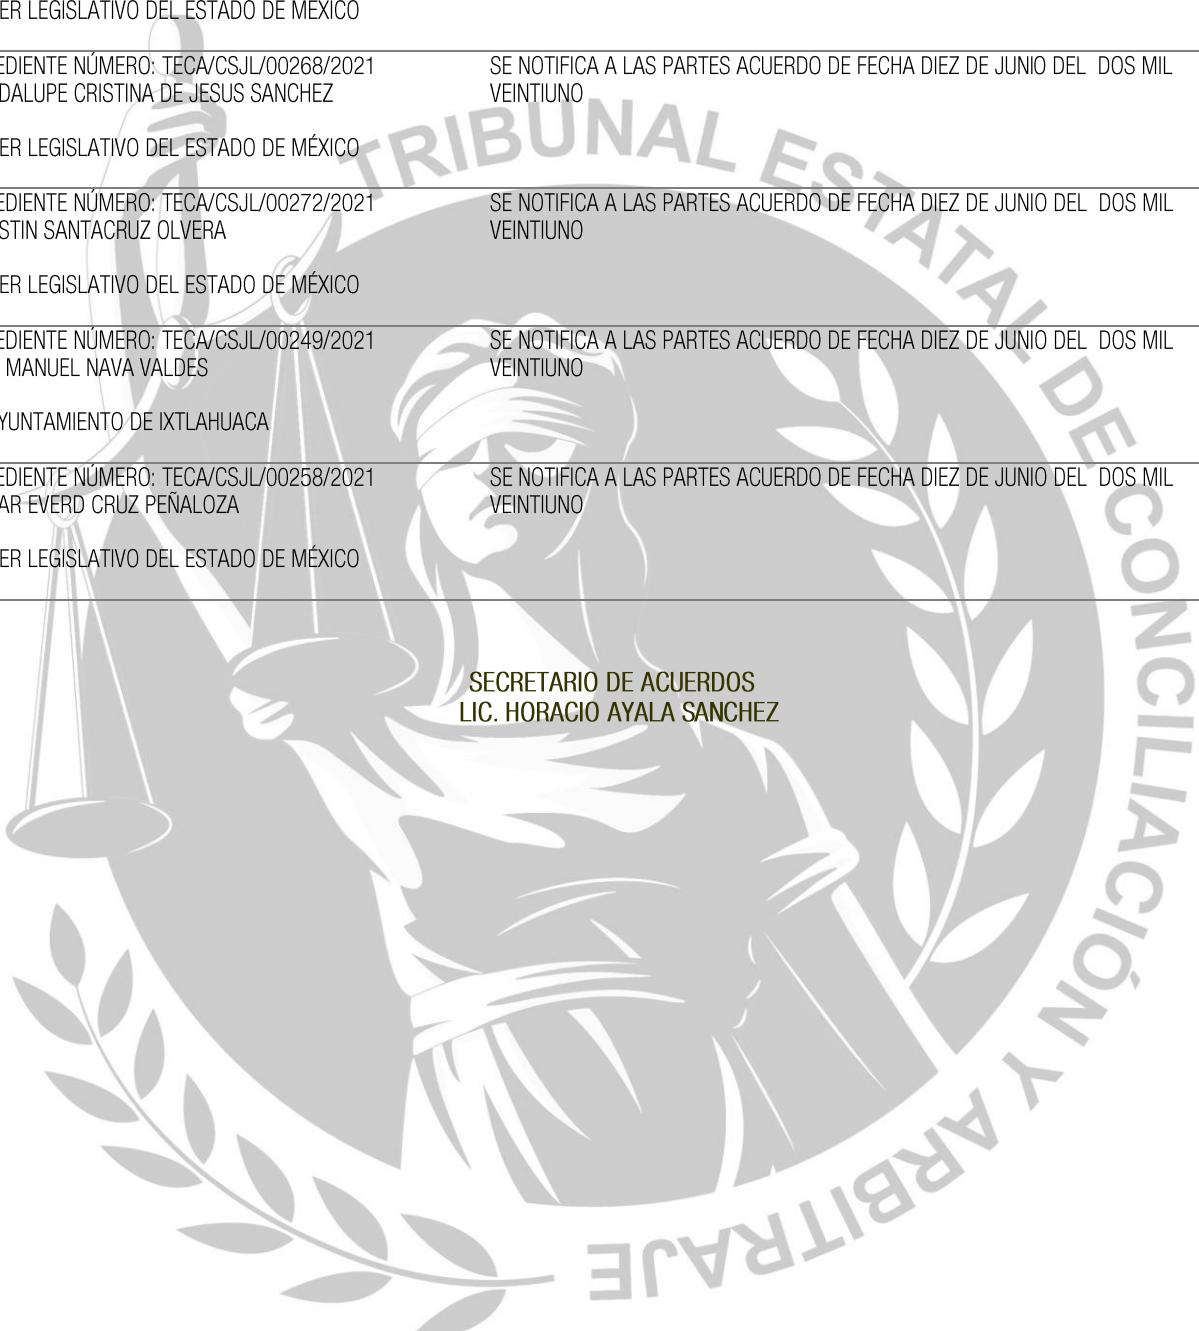 ER LEGISLATIVO DEL ESTADO DE MÉXICO
EDIENTE NÚMERO: TECA/CSJL/00268/2021 SE NOTIFICA A LAS PARTES ACUERDO DE FECHA DIEZ DE JUNIO DEL DOS MIL
DALUPE CRISTINA DE JESUS SANCHEZ VEINTIUNO
ER LEGISLATIVO DEL ESTADO DE MÉXICO
EDIENTE NÚMERO: TECA/CSJL/00272/2021 SE NOTIFICA A LAS PARTES ACUERDO DE FECHA DIEZ DE JUNIO DEL DOS MIL
STIN SANTACRUZ OLVERA VEINTIUNO
ER LEGISLATIVO DEL ESTADO DE MÉXICO
EDIENTE NÚMERO: TECA/CSJL/00249/2021 SE NOTIFICA A LAS PARTES ACUERDO DE FECHA DIEZ DE JUNIO DEL DOS MIL
MANUEL NAVA VALDES VEINTIUNO
YUNTAMIENTO DE IXTLAHUACA
EDIENTE NÚMERO: TECA/CSJL/00258/2021 SE NOTIFICA A LAS PARTES ACUERDO DE FECHA DIEZ DE JUNIO DEL DOS MIL
AR EVERD CRUZ PEÑALOZA VEINTIUNO
ER LEGISLATIVO DEL ESTADO DE MÉXICO
SECRETARIO DE ACUERDOS
LIC. HORACIO AYALA SANCHEZ
TRIBUNAL ESTATAL DE CONCILIACIÓN Y ARBITRAJE